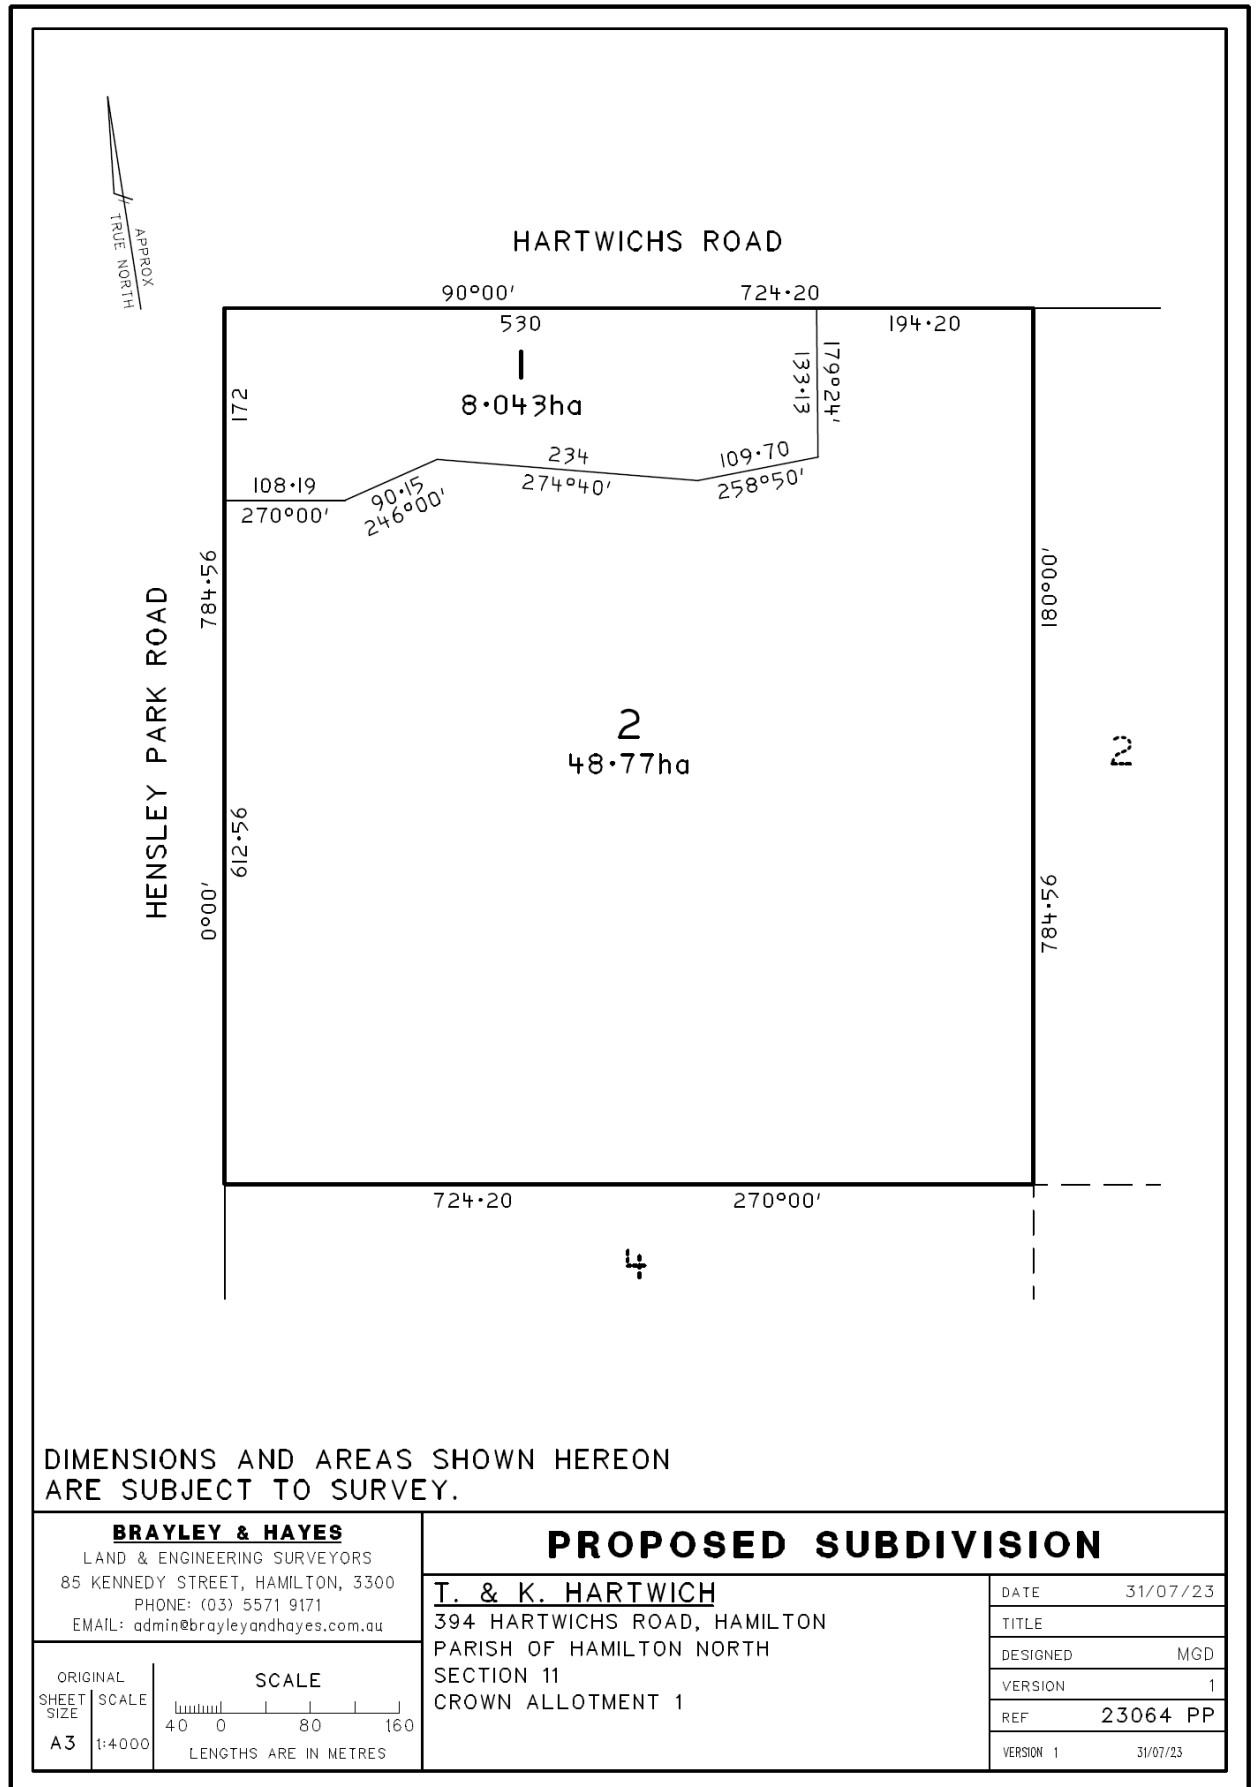 APPROX
TRUE NORTH
HARTWICHS ROAD
90°00'
724·20
530
194·20
1
8·043ha
172
133·13
179°24'
108·19
270°00'
90·15
246°00'
234
274°40'
109·70
258°50'
784·56
180°00'
HENSLEY PARK ROAD
2
48·77ha
2
612·56
0°00'
784·56
724·20
270°00'
4
DIMENSIONS AND AREAS SHOWN HEREON
ARE SUBJECT TO SURVEY.
BRAYLEY & HAYES
LAND & ENGINEERING SURVEYORS
85 KENNEDY STREET, HAMILTON, 3300
PHONE: (03) 5571 9171
EMAIL: admin@brayleyandhayes.com.au
ORIGINAL
SHEET SIZE
SCALE
A3
1:4000
SCALE
40 0 80 160
LENGTHS ARE IN METRES
PROPOSED SUBDIVISION
T. & K. HARTWICH
394 HARTWICHS ROAD, HAMILTON
PARISH OF HAMILTON NORTH
SECTION 11
CROWN ALLOTMENT 1
DATE 31/07/23
TITLE
DESIGNED MGD
VERSION 1
REF 23064 PP
VERSION 1 31/07/23